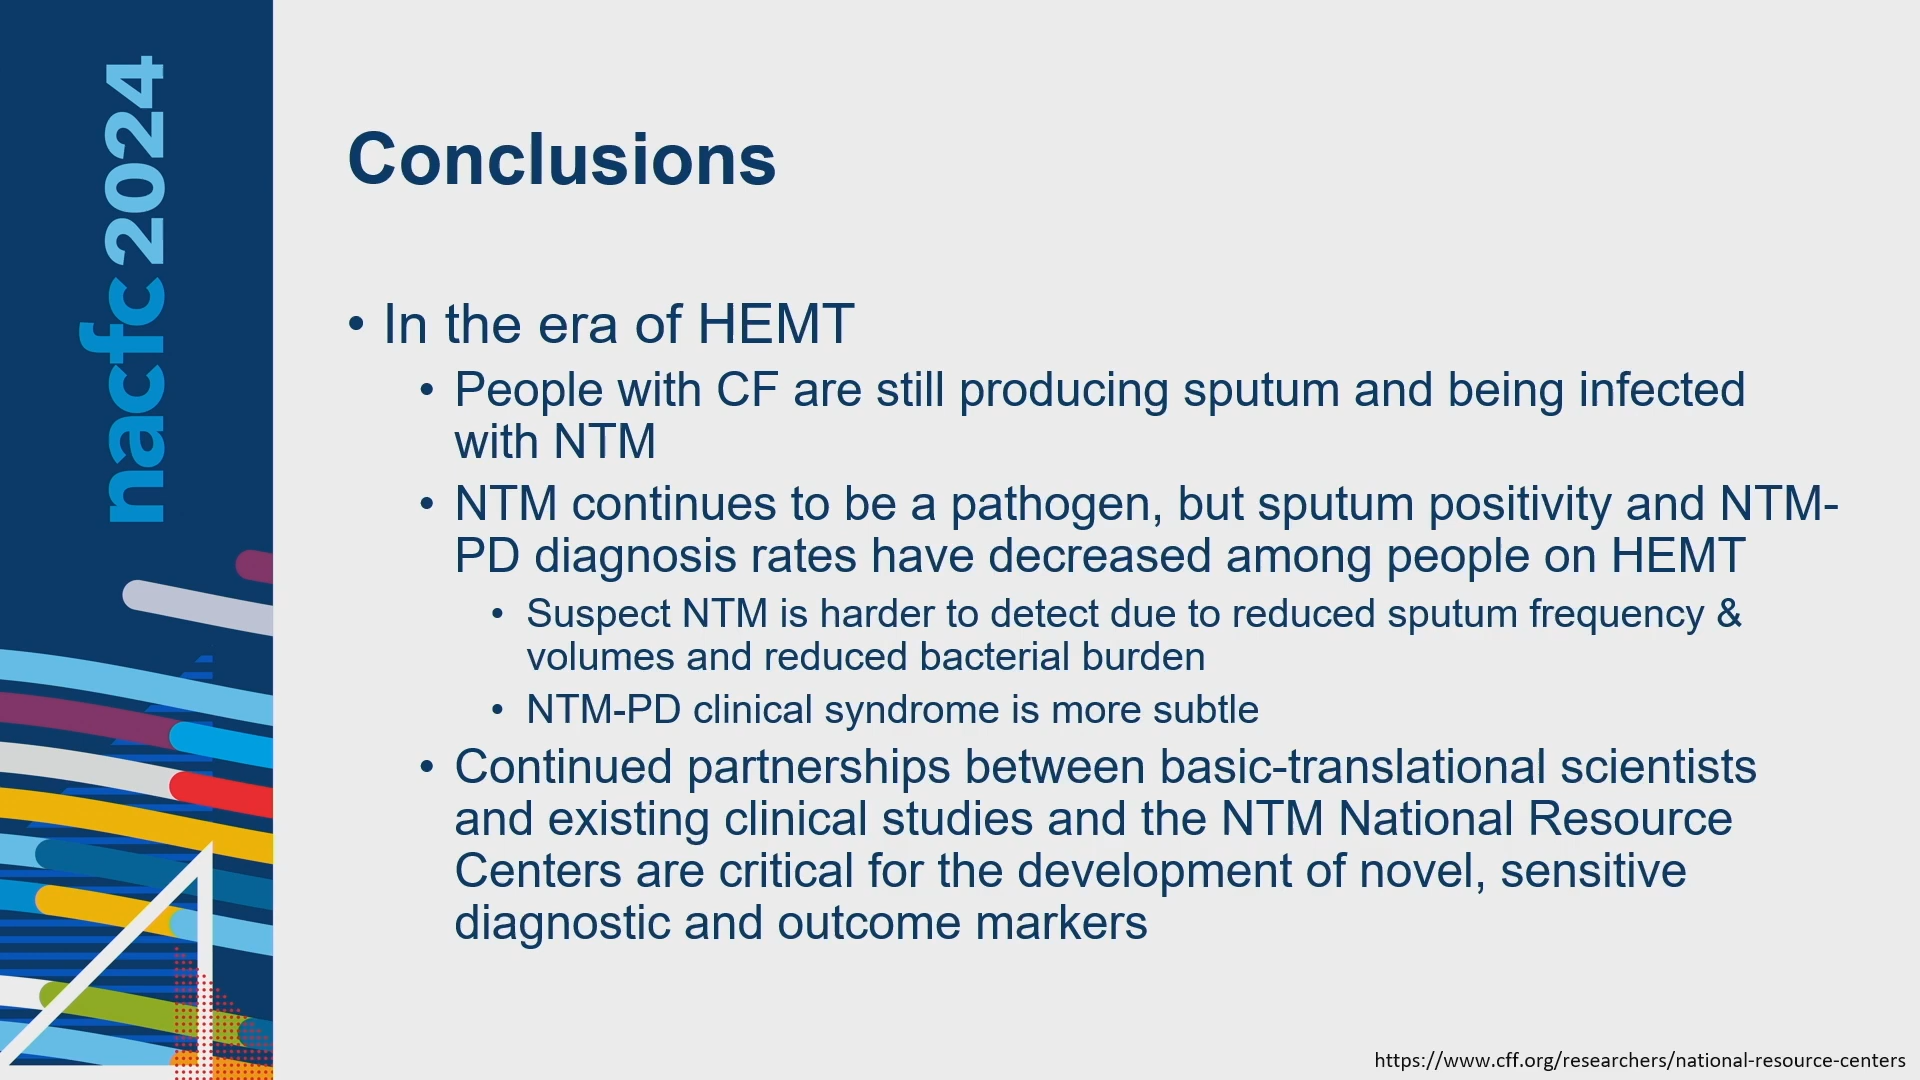 nacfc 2024
Conclusions
• In the era of HEMT
• People with CF are still producing sputum and being infected
with NTM
• NTM continues to be a pathogen, but sputum positivity and NTM-
PD diagnosis rates have decreased among people on HEMT
• Suspect NTM is harder to detect due to reduced sputum frequency &
volumes and reduced bacterial burden
• NTM-PD clinical syndrome is more subtle
• Continued partnerships between basic-translational scientists
and existing clinical studies and the NTM National Resource
Centers are critical for the development of novel, sensitive
diagnostic and outcome markers
https://www.cff.org/researchers/national-resource-centers